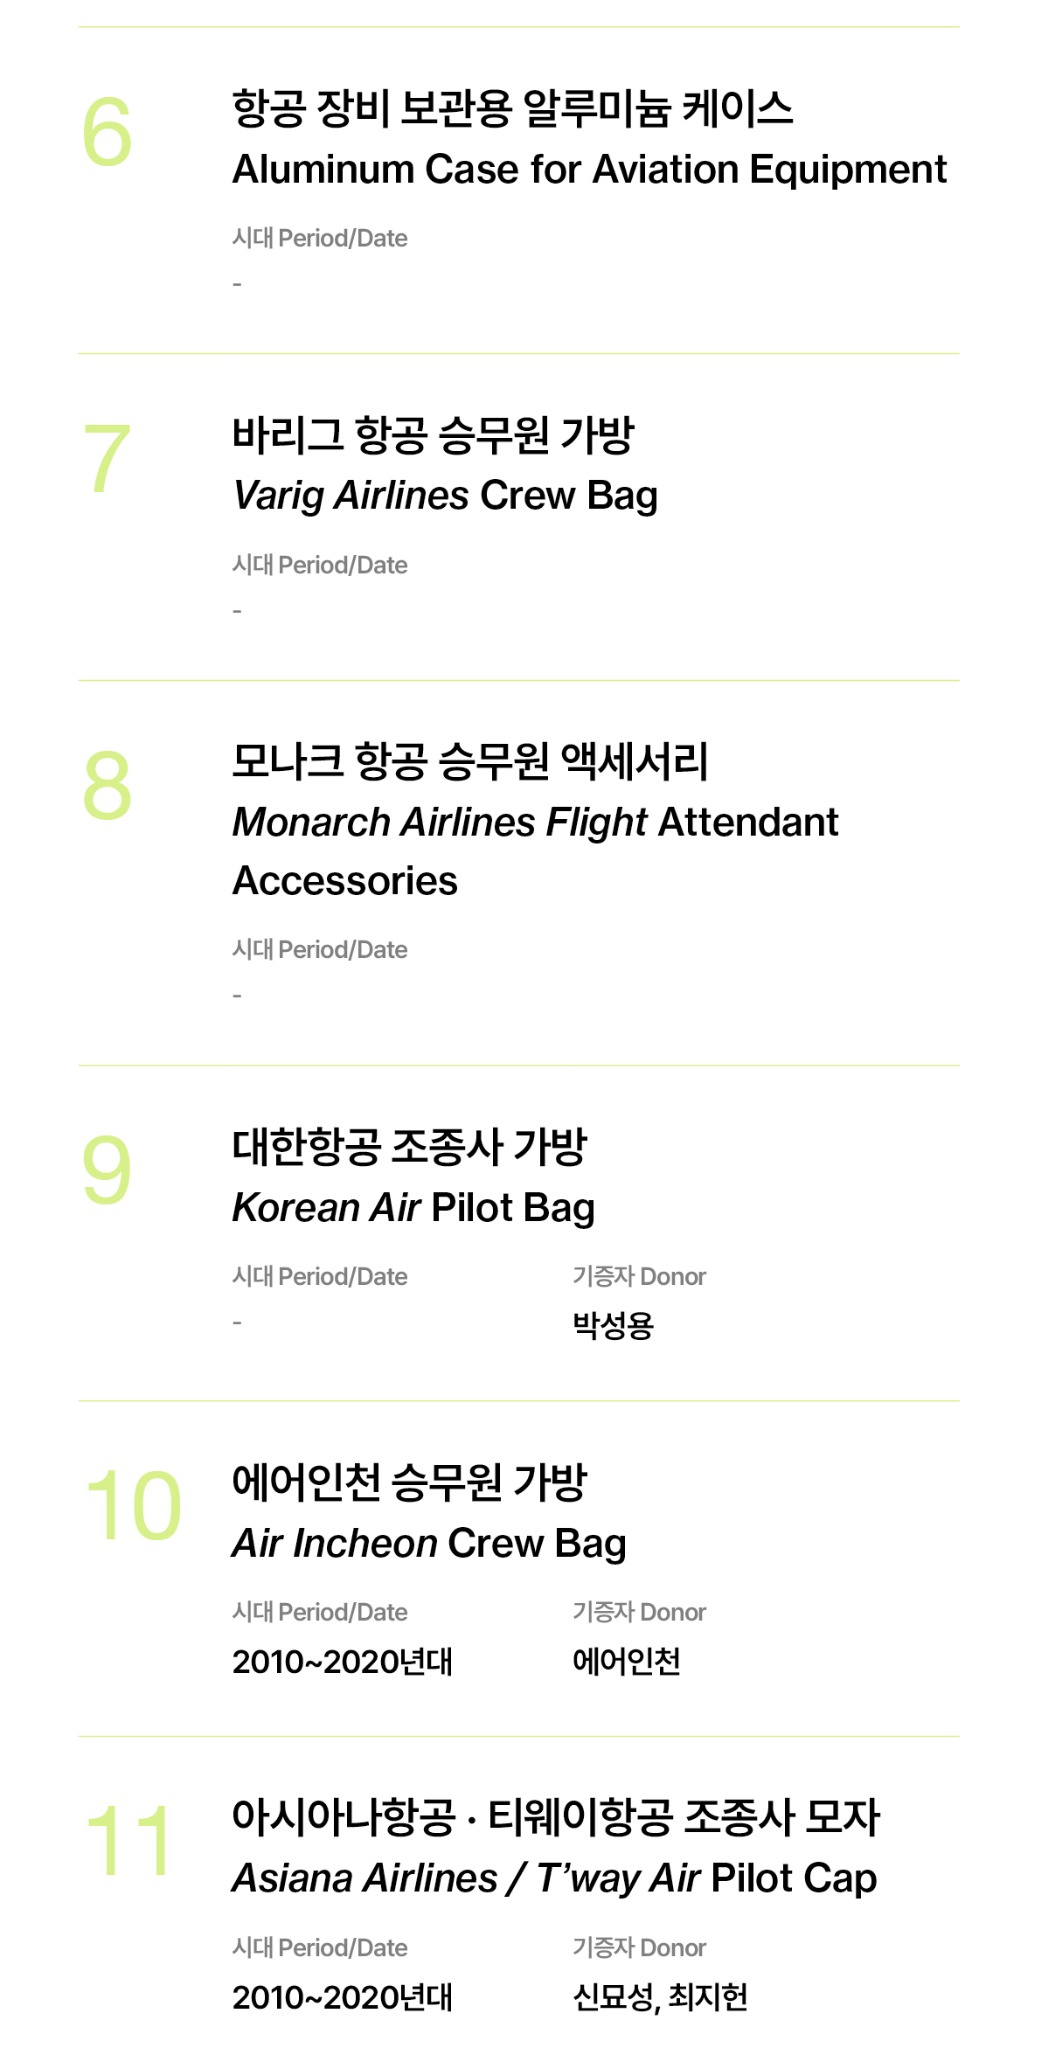 6
항공 장비 보관용 알루미늄 케이스
Aluminum Case for Aviation Equipment
시대 Period/Date
-
7
바리그 항공 승무원 가방
Varig Airlines Crew Bag
시대 Period/Date
-
8
모나크 항공 승무원 액세서리
Monarch Airlines Flight Attendant
Accessories
시대 Period/Date
-
9
대한항공 조종사 가방
Korean Air Pilot Bag
시대 Period/Date 기증자 Donor
- 박성용
10
에어인천 승무원 가방
Air Incheon Crew Bag
시대 Period/Date 기증자 Donor
2010~2020년대 에어인천
11
아시아나항공 · 티웨이항공 조종사 모자
Asiana Airlines / T’way Air Pilot Cap
시대 Period/Date 기증자 Donor
2010~2020년대 신묘성, 최지헌